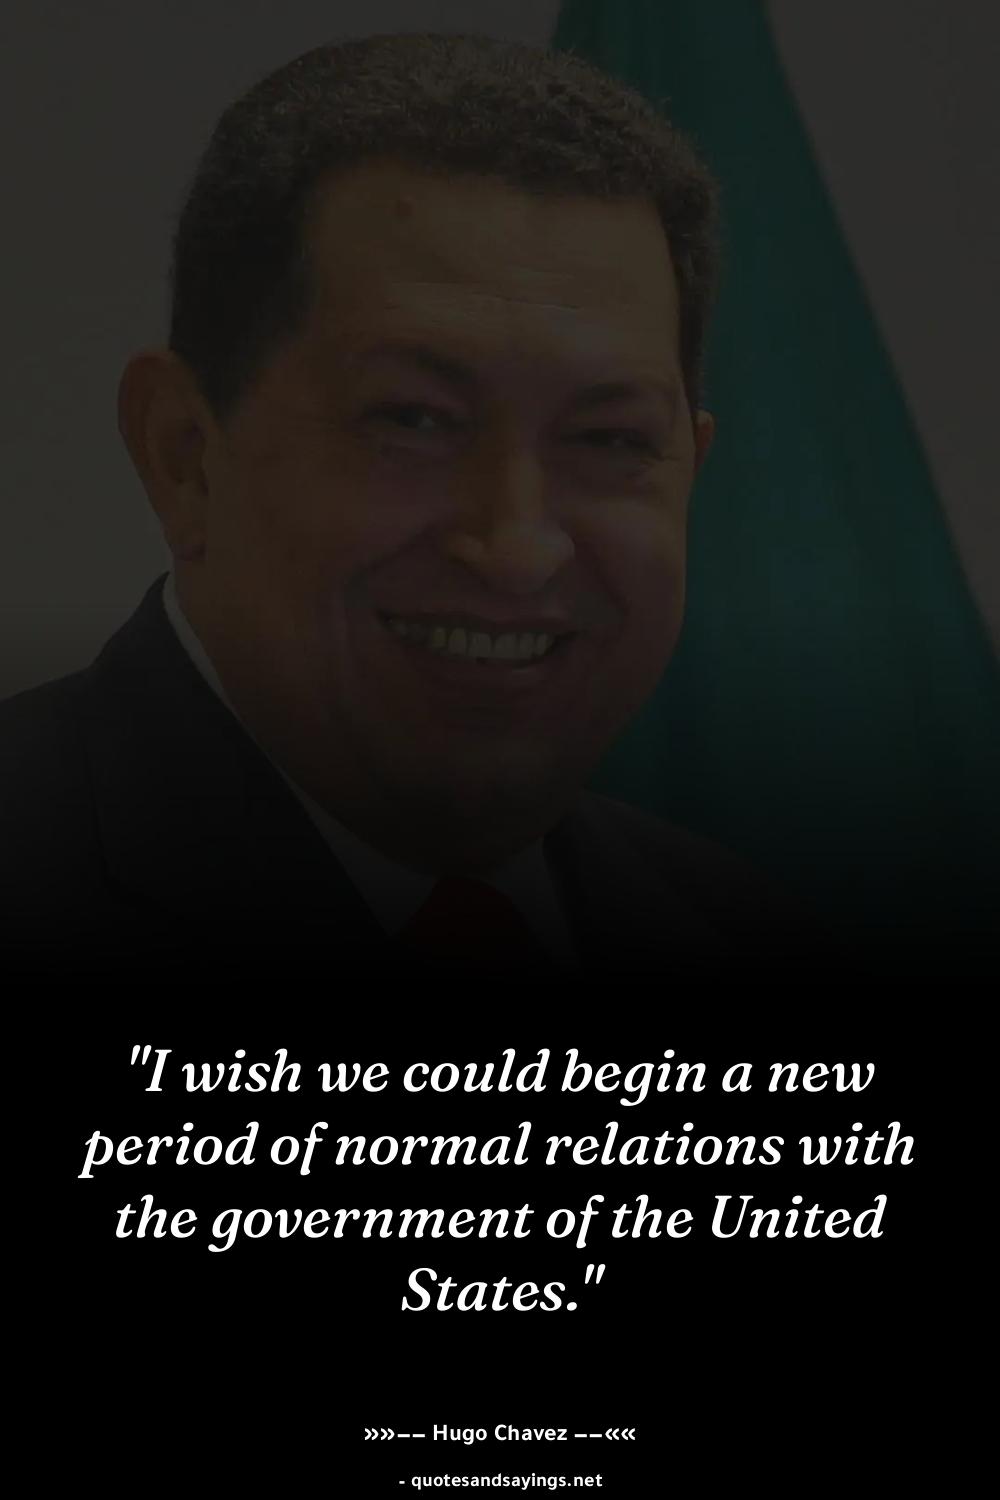 "I wish we could begin a new
period of normal relations with
the government of the United
States."
»»–– Hugo Chavez ––««
- quotesandsayings.net